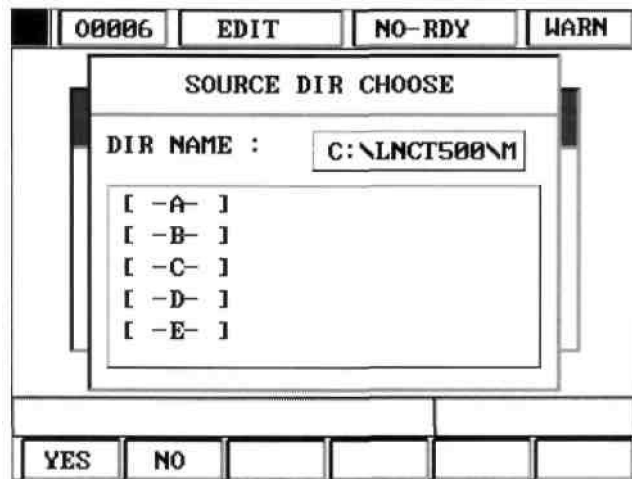 O0006 EDIT NO-RDY WARN
SOURCE DIR CHOOSE
DIR NAME : C:\LNCT500\M
[ -A- ]
[ -B- ]
[ -C- ]
[ -D- ]
[ -E- ]
YES NO